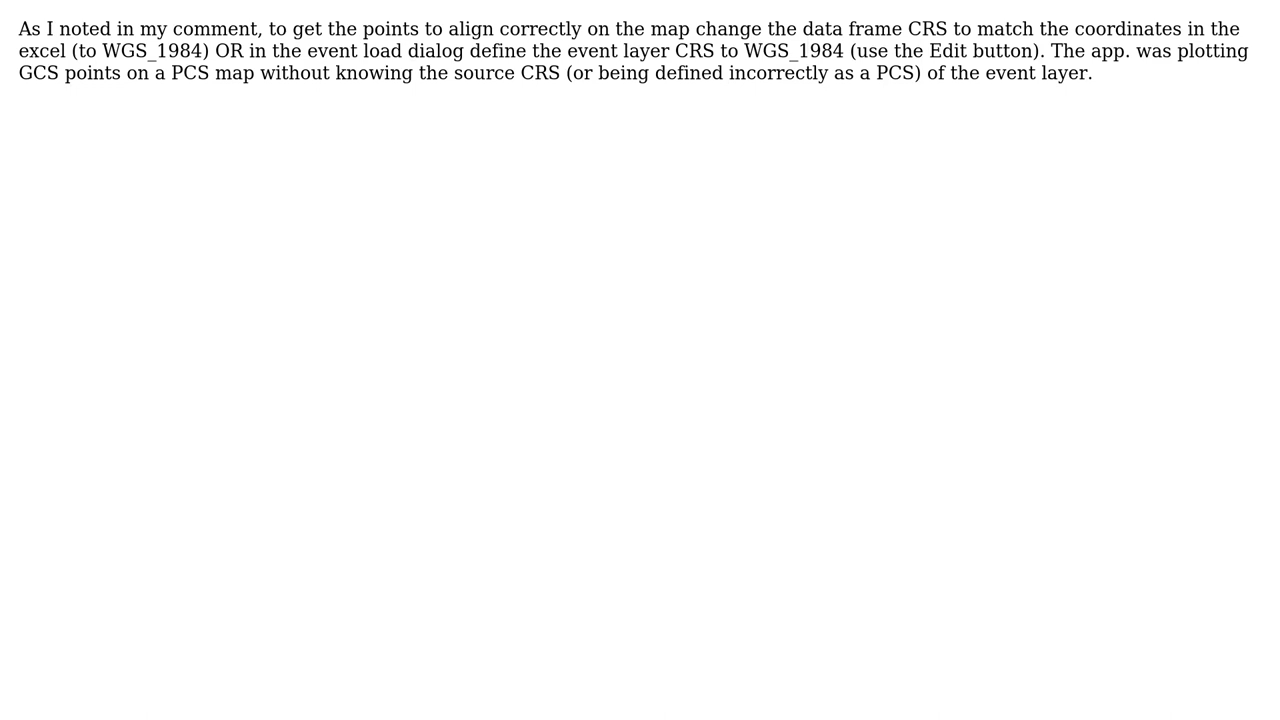 As I noted in my comment, to get the points to align correctly on the map change the data frame CRS to match the coordinates in the
excel (to WGS_1984) OR in the event load dialog define the event layer CRS to WGS_1984 (use the Edit button). The app. was plotting
GCS points on a PCS map without knowing the source CRS (or being defined incorrectly as a PCS) of the event layer.